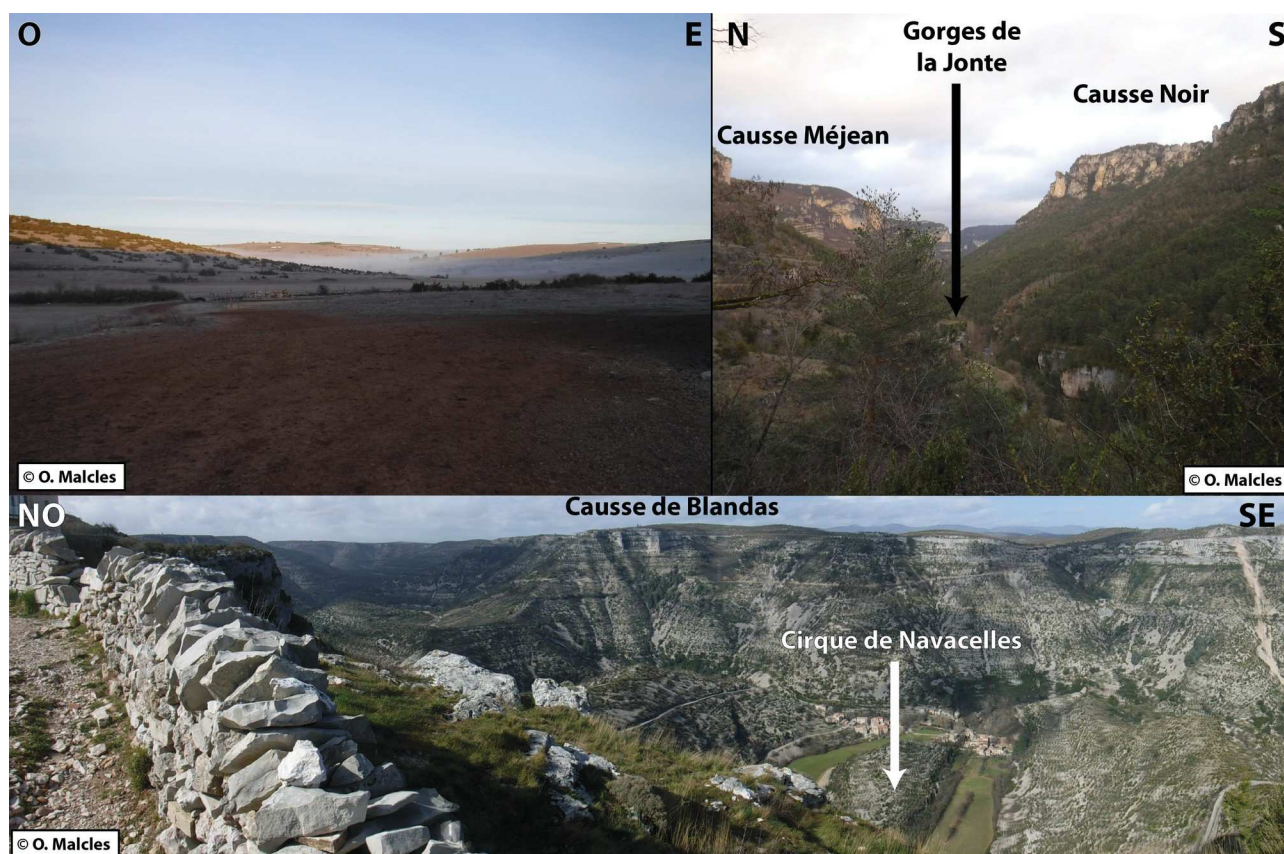 O
E
N
Gorges de
la Jonte
S
Causse Noir
Causse Méjean
© O. Malcles
© O. Malcles
NO
Causse de Blandas
SE
Cirque de Navacelles
© O. Malcles